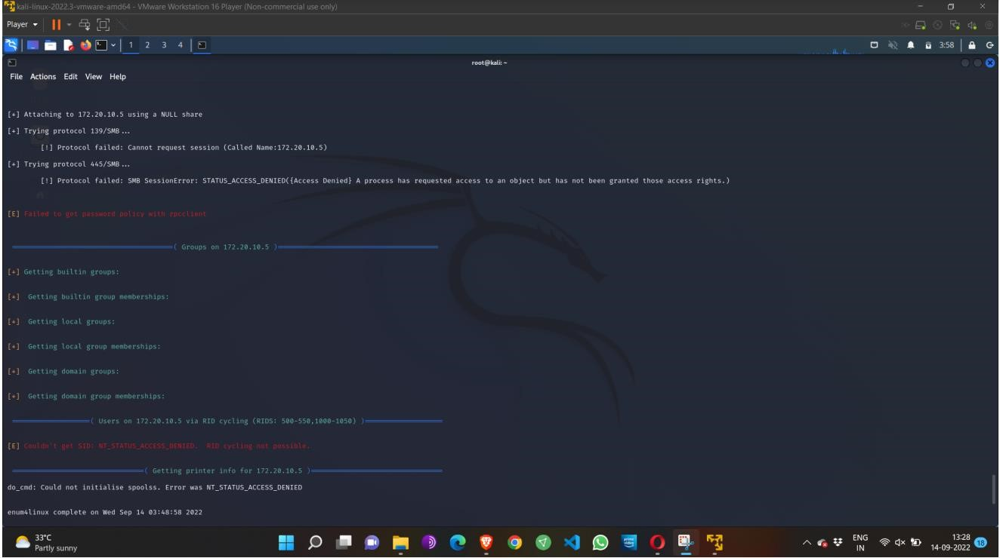 kali-linux-2022.3-vmware-amd64 - VMware Workstation 16 Player (Non-commercial use only)
Player
1 2 3 4
3:58
root@kali: ~
File Actions Edit View Help
[+] Attaching to 172.20.10.5 using a NULL share
[+] Trying protocol 139/SMB...
[!] Protocol failed: Cannot request session (Called Name:172.20.10.5)
[+] Trying protocol 445/SMB...
[!] Protocol failed: SMB SessionError: STATUS_ACCESS_DENIED({Access Denied} A process has requested access to an object but has not been granted those access rights.)
[E] Failed to get password policy with rpcclient
( Groups on 172.20.10.5 )
[+] Getting builtin groups:
[+] Getting builtin group memberships:
[+] Getting local groups:
[+] Getting local group memberships:
[+] Getting domain groups:
[+] Getting domain group memberships:
( Users on 172.20.10.5 via RID cycling (RIDS: 500-550,1000-1050) )
[E] Couldn't get SID: NT_STATUS_ACCESS_DENIED. RID cycling not possible.
( Getting printer info for 172.20.10.5 )
do_cmd: Could not initialise spoolss. Error was NT_STATUS_ACCESS_DENIED
enum4linux complete on Wed Sep 14 03:48:58 2022
33°C
Partly sunny
prime video
ENG
IN
13:28
14-09-2022
18